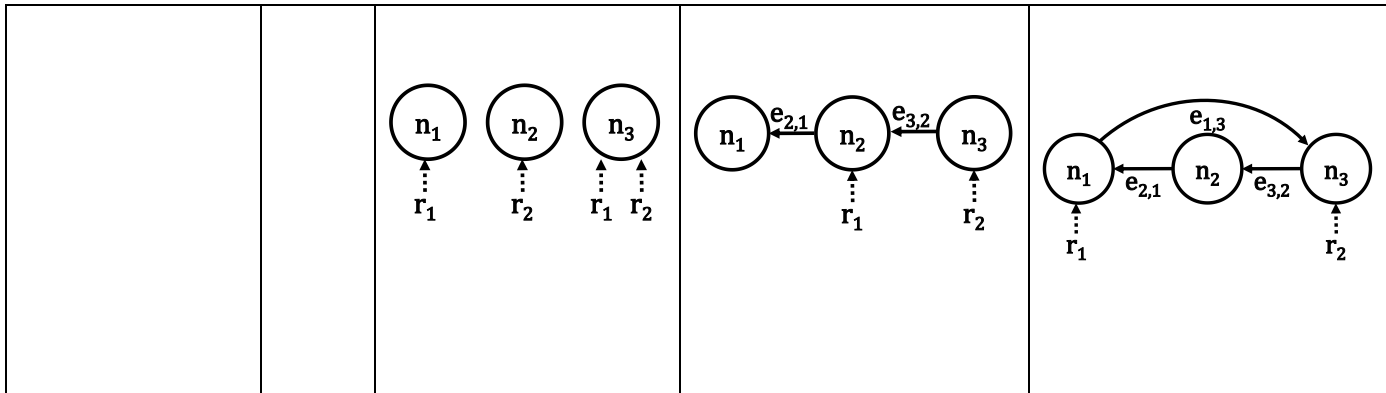 n₁ n₂ n₃
r₁ r₂ r₁ r₂
e₂,₁ e₃,₂
n₁ n₂ n₃
r₁ r₂
e₁,₃
n₁ n₂ n₃
e₂,₁ e₃,₂
r₁ r₂